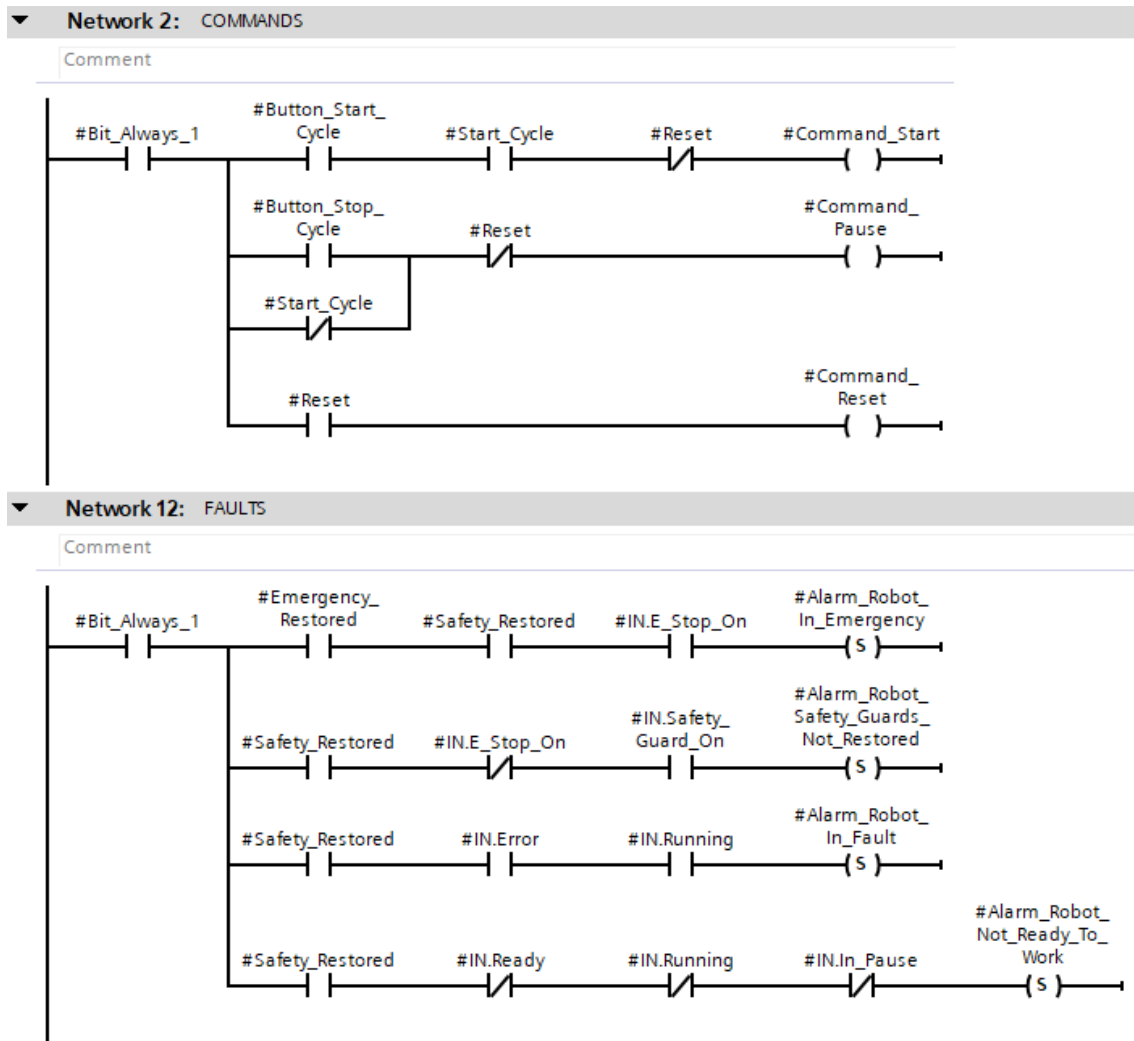 Network 2: COMMANDS
Comment
#Bit_Always_1
#Button_Start_
Cycle
#Start_Cycle
#Reset
#Command_Start
#Button_Stop_
Cycle
#Reset
#Command_
Pause
#Start_Cycle
#Reset
#Command_
Reset
Network 12: FAULTS
Comment
#Bit_Always_1
#Emergency_
Restored
#Safety_Restored
#IN.E_Stop_On
#Alarm_Robot_
In_Emergency
S
#Safety_Restored
#IN.E_Stop_On
#IN.Safety_
Guard_On
#Alarm_Robot_
Safety_Guards_
Not_Restored
S
#Safety_Restored
#IN.Error
#IN.Running
#Alarm_Robot_
In_Fault
S
#Safety_Restored
#IN.Ready
#IN.Running
#IN.In_Pause
#Alarm_Robot_
Not_Ready_To_
Work
S